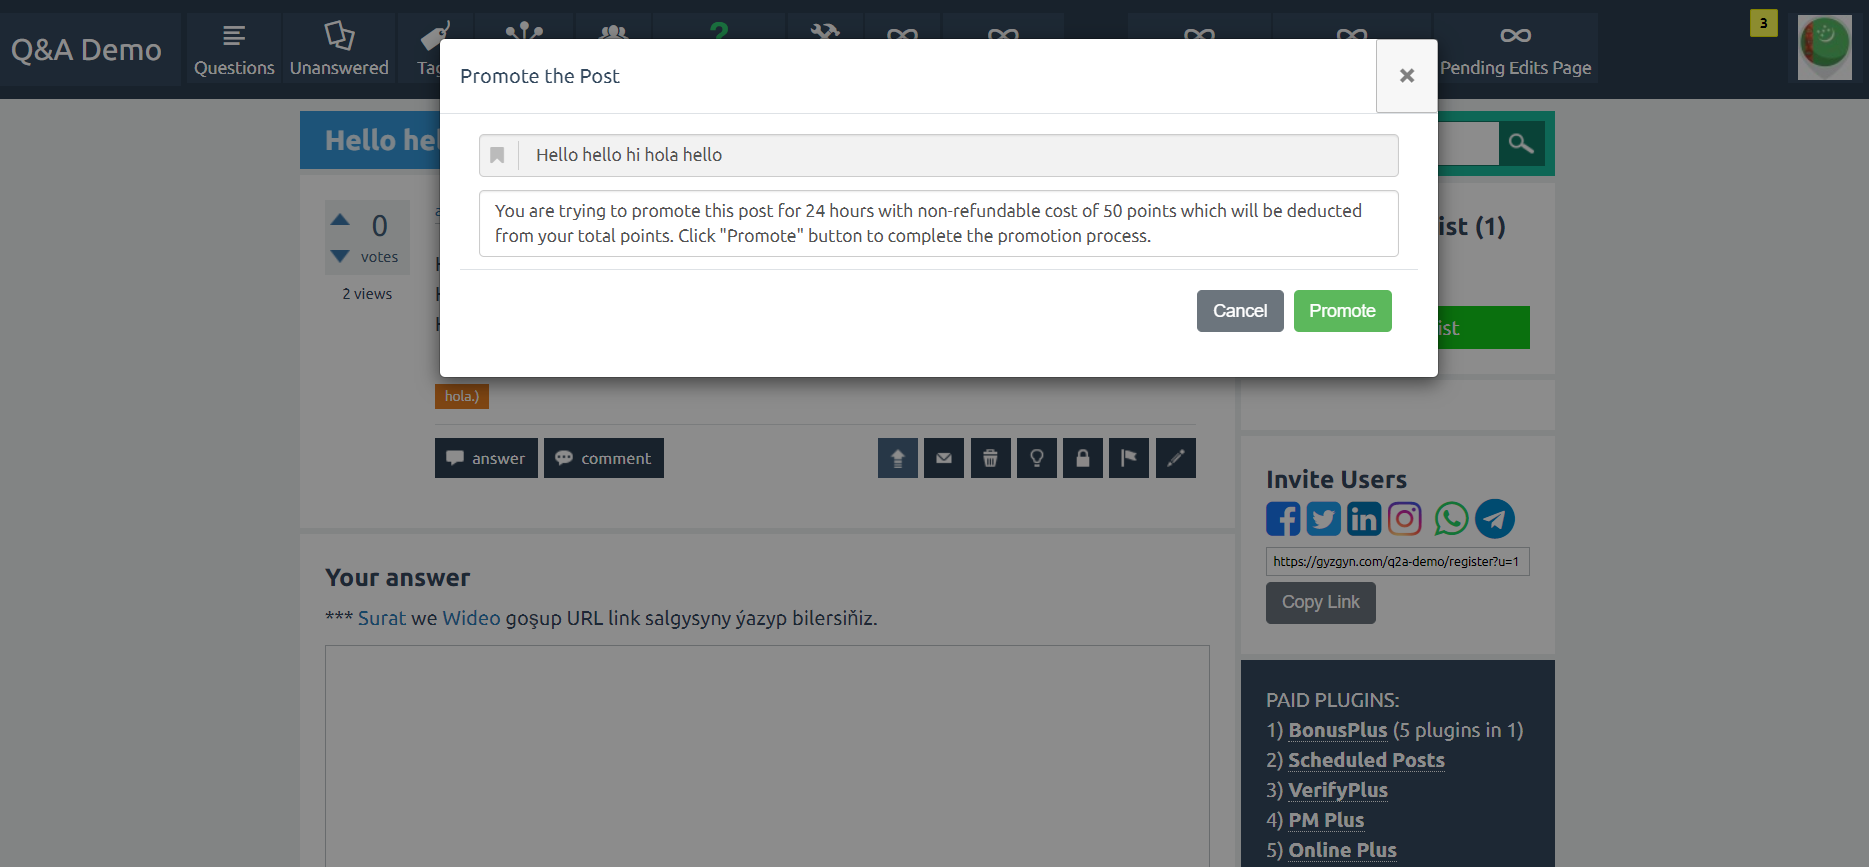 Q&A Demo
Questions
Unanswered
Pending Edits Page
3
Promote the Post
Hello hello hi hola hello
You are trying to promote this post for 24 hours with non-refundable cost of 50 points which will be deducted
from your total points. Click "Promote" button to complete the promotion process.
Cancel
Promote
0
votes
2 views
hola.)
answer
comment
Your answer
*** Surat we Wideo goşup URL link salgysyny ýazyp bilersiňiz.
(1)
Invite Users
https://gyzgyn.com/q2a-demo/register?u=1
Copy Link
PAID PLUGINS:
1) BonusPlus (5 plugins in 1)
2) Scheduled Posts
3) VerifyPlus
4) PM Plus
5) Online Plus